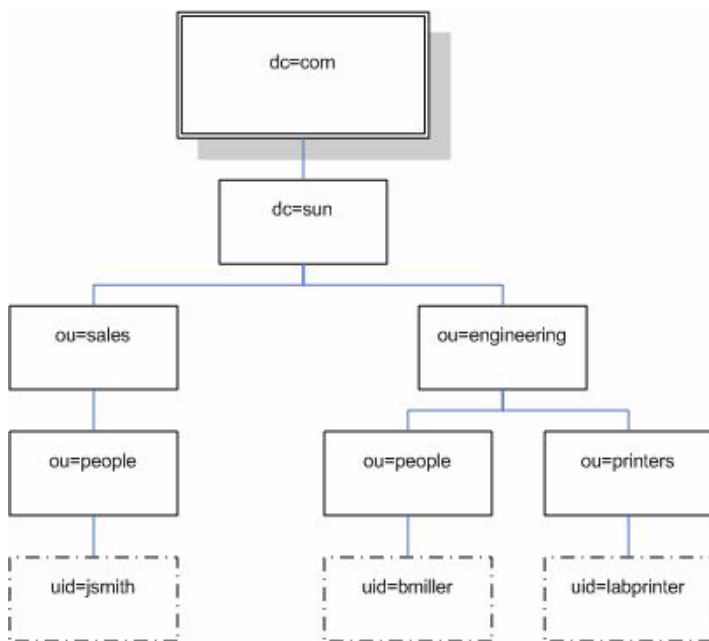 dc=com
dc=sun
ou=sales
ou=engineering
ou=people
ou=people
ou=printers
uid=jsmith
uid=bmiller
uid=labprinter